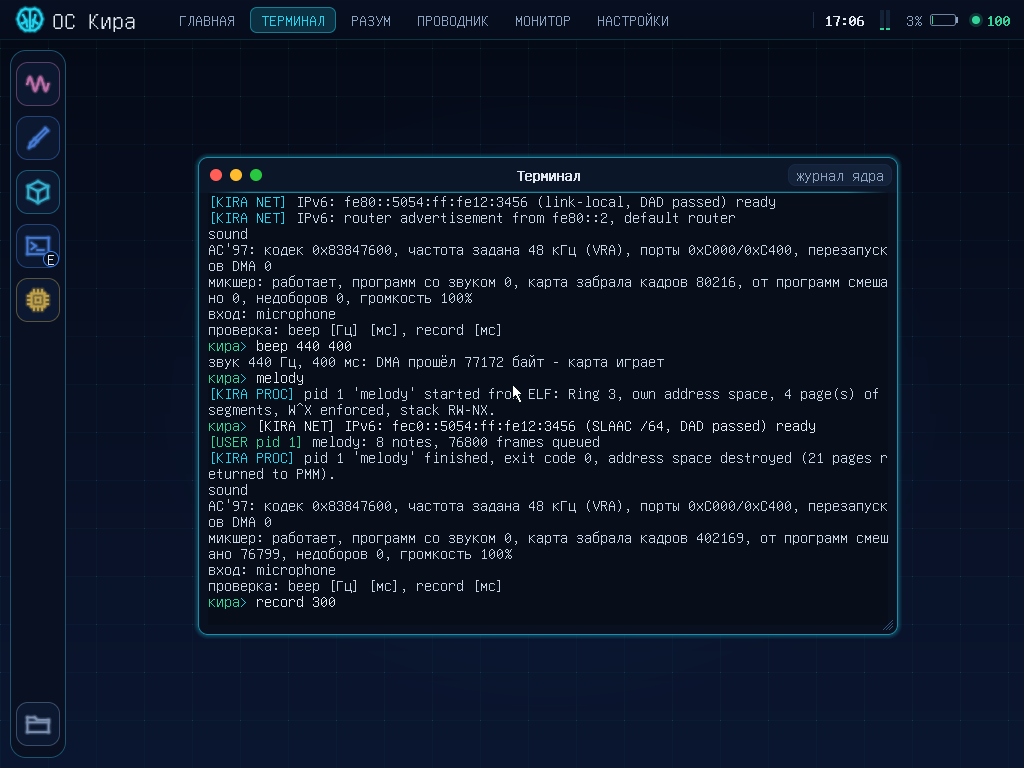 ОС Кира
ГЛАВНАЯ ТЕРМИНАЛ РАЗУМ ПРОВОДНИК МОНИТОР НАСТРОЙКИ
17:06 3% 100
Терминал
журнал ядра
[KIRA NET] IPv6: fe80::5054:ff:fe12:3456 (link-local, DAD passed) ready
[KIRA NET] IPv6: router advertisement from fe80::2, default router
sound
AC'97: кодек 0x83847600, частота задана 48 кГц (VRA), порты 0xC000/0xC400, перезапуск
ов DMA 0
микшер: работает, программ со звуком 0, карта забрала кадров 80216, от программ смеша
но 0, недоборов 0, громкость 100%
вход: microphone
проверка: beep [Гц] [мс], record [мс]
кира> beep 440 400
звук 440 Гц, 400 мс: DMA прошёл 77172 байт - карта играет
кира> melody
[KIRA PROC] pid 1 'melody' started from ELF: Ring 3, own address space, 4 page(s) of
segments, W^X enforced, stack RW-NX.
кира> [KIRA NET] IPv6: fec0::5054:ff:fe12:3456 (SLAAC /64, DAD passed) ready
[USER pid 1] melody: 8 notes, 76800 frames queued
[KIRA PROC] pid 1 'melody' finished, exit code 0, address space destroyed (21 pages r
eturned to PMM).
sound
AC'97: кодек 0x83847600, частота задана 48 кГц (VRA), порты 0xC000/0xC400, перезапуск
ов DMA 0
микшер: работает, программ со звуком 0, карта забрала кадров 402169, от программ смеш
ано 76799, недоборов 0, громкость 100%
вход: microphone
проверка: beep [Гц] [мс], record [мс]
кира> record 300
E